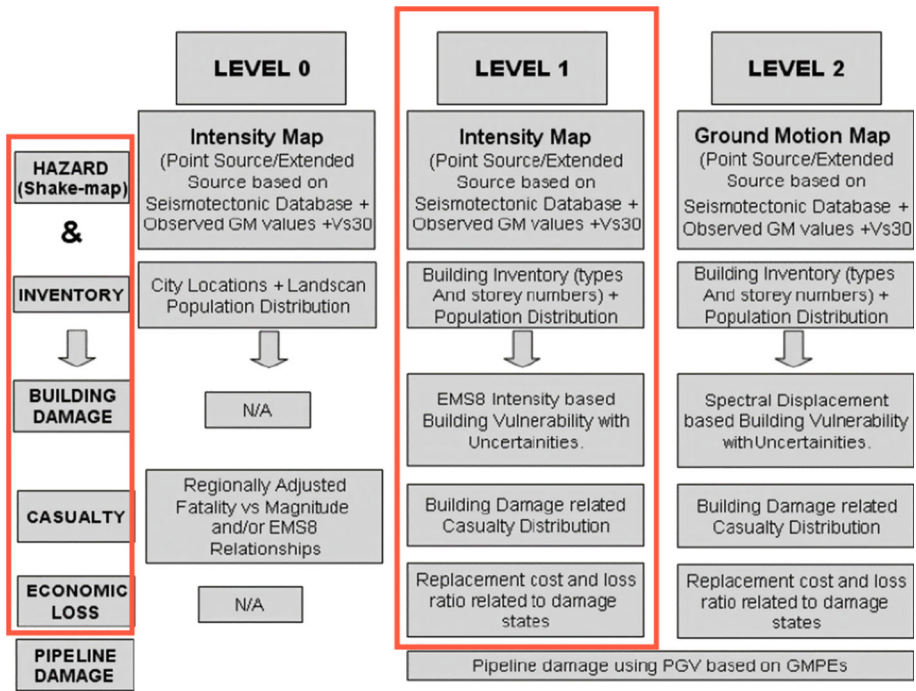 LEVEL 0
LEVEL 1
LEVEL 2
HAZARD
(Shake-map)
&
INVENTORY
Intensity Map
(Point Source/Extended
Source based on
Seismotectonic Database +
Observed GM values +Vs30
Intensity Map
(Point Source/Extended
Source based on
Seismotectonic Database +
Observed GM values +Vs30
Ground Motion Map
(Point Source/Extended
Source based on
Seismotectonic Database +
Observed GM values +Vs30
City Locations + Landscan
Population Distribution
Building Inventory (types
And storey numbers) +
Population Distribution
Building Inventory (types
And storey numbers) +
Population Distribution
BUILDING
DAMAGE
N/A
EMS8 Intensity based
Building Vulnerability with
Uncertainities.
Spectral Displacement
based Building Vulnerability
withUncertainities.
CASUALTY
Regionally Adjusted
Fatality vs Magnitude
and/or EMS8
Relationships
Building Damage related
Casualty Distribution
Building Damage related
Casualty Distribution
ECONOMIC
LOSS
N/A
Replacement cost and loss
ratio related to damage
states
Replacement cost and loss
ratio related to damage
states
PIPELINE
DAMAGE
Pipeline damage using PGV based on GMPEs